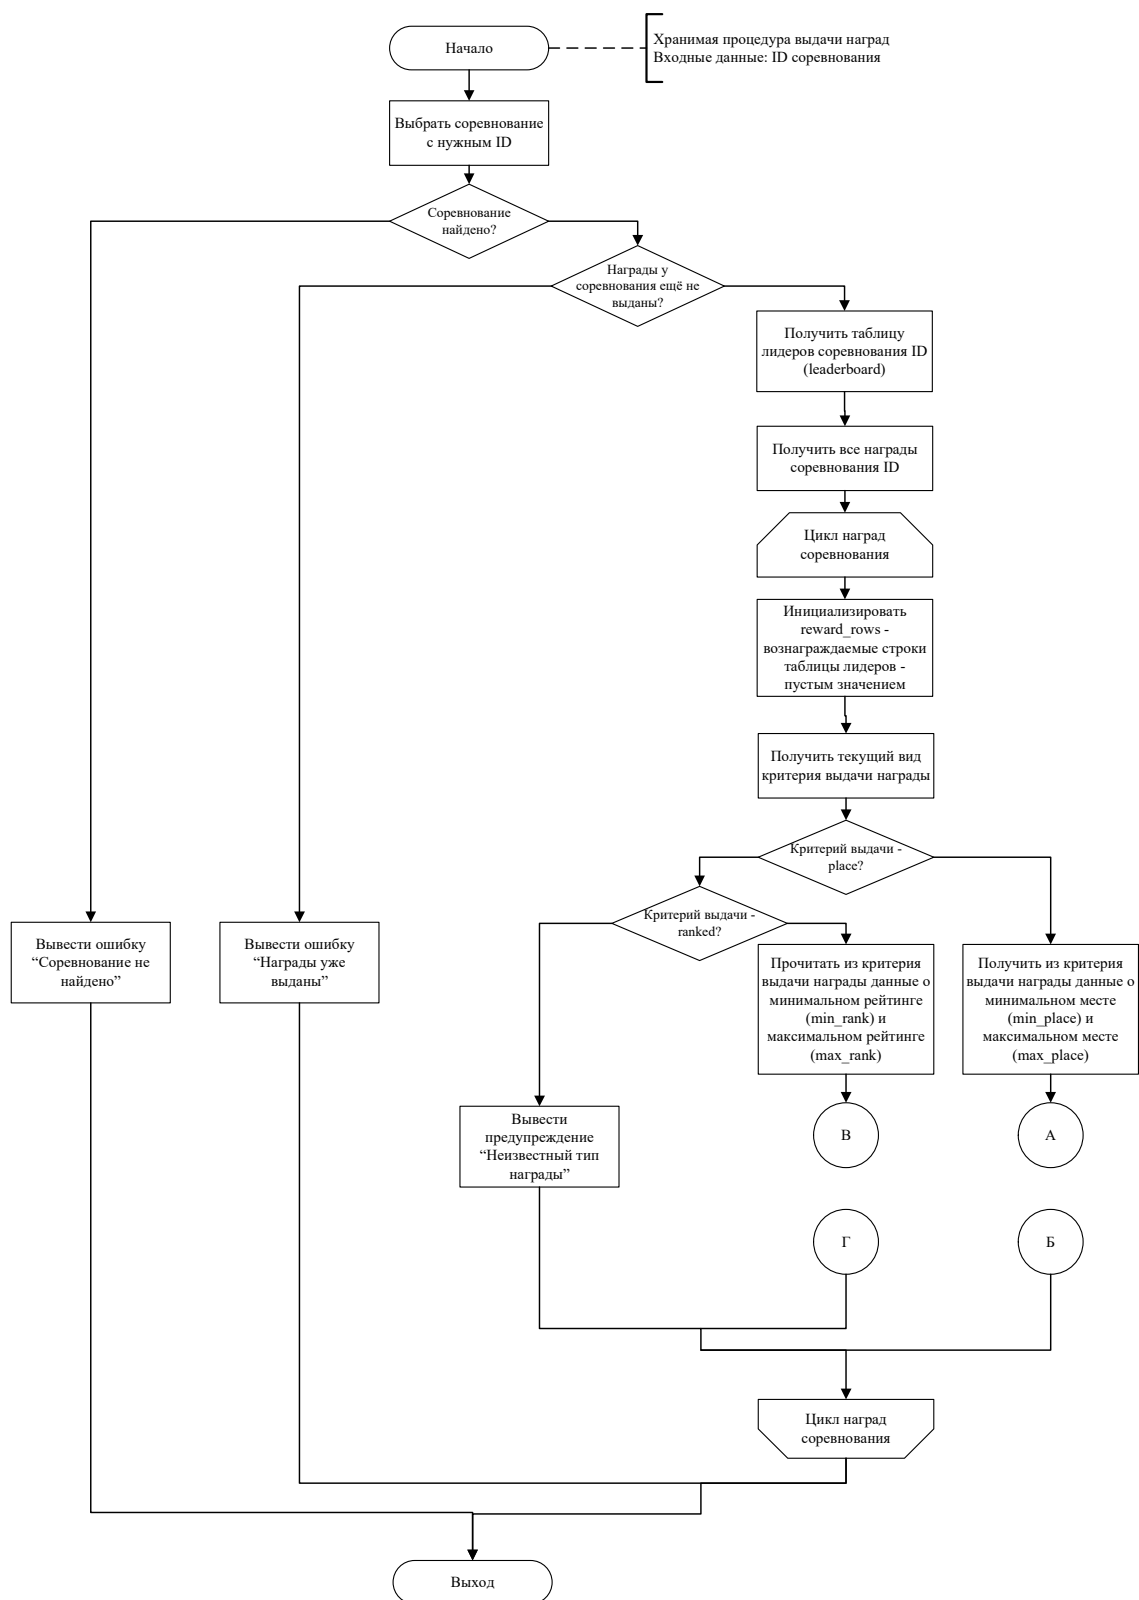 Начало
Хранимая процедура выдачи наград
Входные данные: ID соревнования
Выбрать соревнование
с нужным ID
Соревнование
найдено?
Награды у
соревнования ещё не
выданы?
Получить таблицу
лидеров соревнования ID
(leaderboard)
Получить все награды
соревнования ID
Цикл наград
соревнования
Инициализировать
reward_rows -
вознаграждаемые строки
таблицы лидеров -
пустым значением
Получить текущий вид
критерия выдачи награды
Критерий выдачи -
place?
Критерий выдачи -
ranked?
Вывести ошибку
“Соревнование не
найдено”
Вывести ошибку
“Награды уже
выданы”
Прочитать из критерия
выдачи награды данные о
минимальном рейтинге
(min_rank) и
максимальном рейтинге
(max_rank)
Получить из критерия
выдачи награды данные о
минимальном месте
(min_place) и
максимальном месте
(max_place)
Вывести
предупреждение
“Неизвестный тип
награды”
В
А
Г
Б
Цикл наград
соревнования
Выход